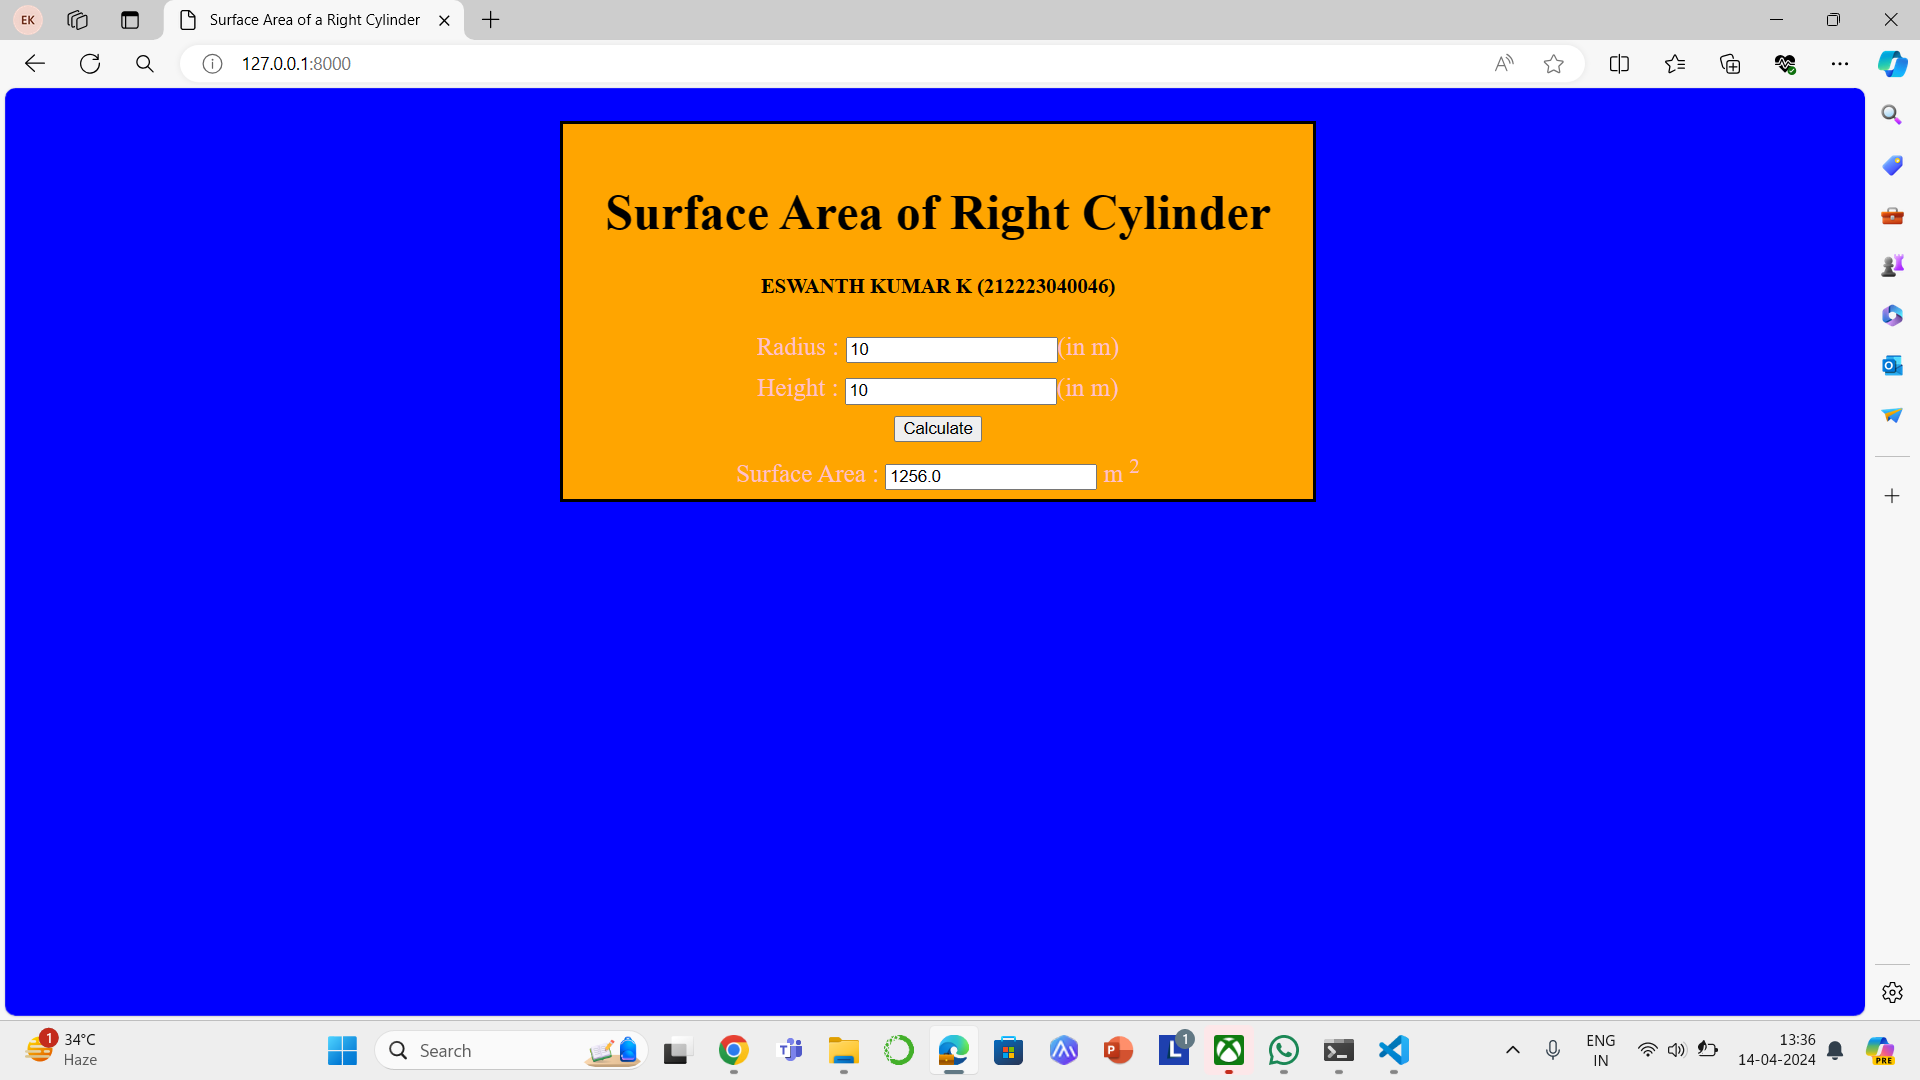 EK
Surface Area of a Right Cylinder
127.0.0.1:8000
Surface Area of Right Cylinder
ESWANTH KUMAR K (212223040046)
Radius : 10 (in m)
Height : 10 (in m)
Calculate
Surface Area : 1256.0 m 2
1
34°C
Haze
Search
1
ENG
IN
13:36
14-04-2024
PRE